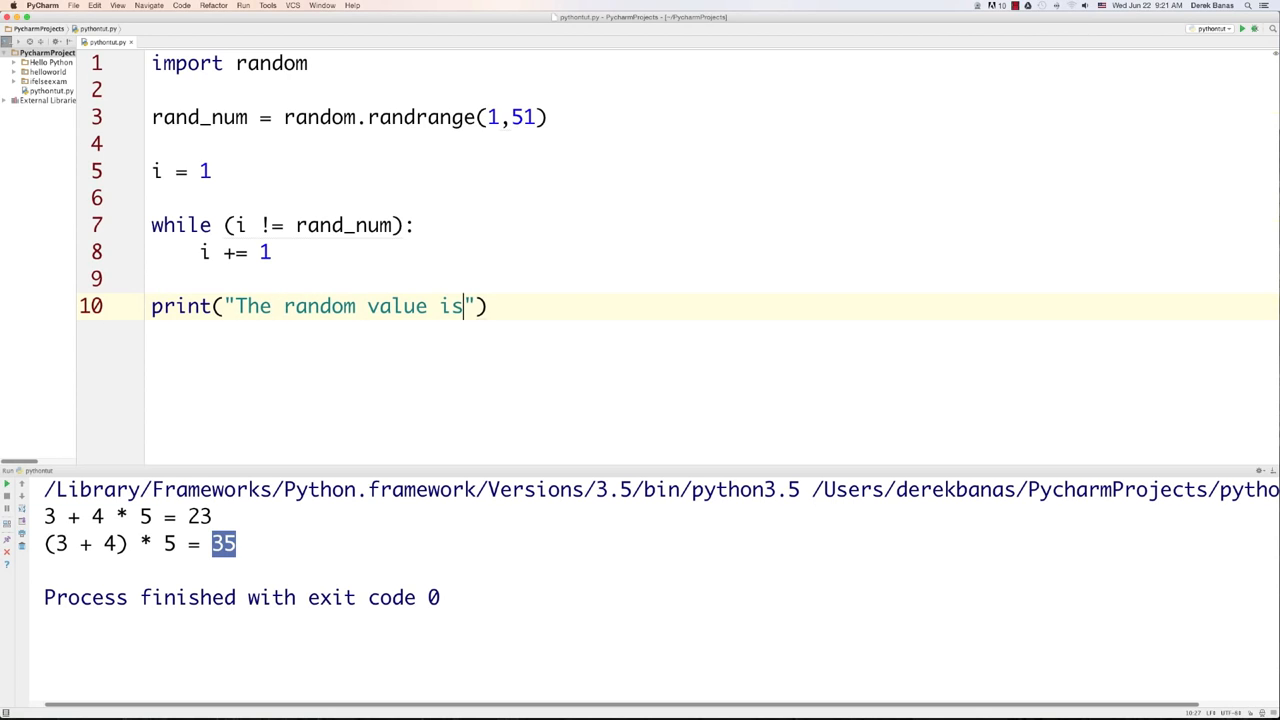 PyCharm File Edit View Navigate Code Refactor Run Tools VCS Window Help 10 Wed Jun 22 9:21 AM Derek Banas
pythontut.py - PycharmProjects - [~/PycharmProjects]
PycharmProjects pythontut.py pythontut
pythontut.py
PycharmProject
Hello Python
helloworld
ifelseexam
pythontut.py
External Librarie
1 import random
2
3 rand_num = random.randrange(1,51)
4
5 i = 1
6
7 while (i != rand_num):
8 i += 1
9
10 print("The random value is")
Run pythontut
/Library/Frameworks/Python.framework/Versions/3.5/bin/python3.5 /Users/derekbanas/PycharmProjects/pytho
3 + 4 * 5 = 23
(3 + 4) * 5 = 35
Process finished with exit code 0
10:27 LF÷ UTF-8÷